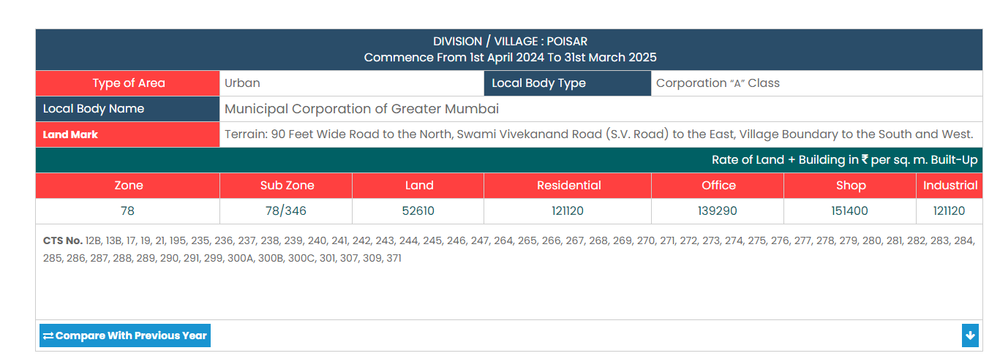 DIVISION / VILLAGE : POISAR
Commence From 1st April 2024 To 31st March 2025
Type of Area Urban Local Body Type Corporation “A” Class
Local Body Name Municipal Corporation of Greater Mumbai
Land Mark Terrain: 90 Feet Wide Road to the North, Swami Vivekanand Road (S.V. Road) to the East, Village Boundary to the South and West.
Rate of Land + Building in ₹ per sq. m. Built-Up
Zone Sub Zone Land Residential Office Shop Industrial
78 78/346 52610 121120 139290 151400 121120
CTS No. 12B, 13B, 17, 19, 21, 195, 235, 236, 237, 238, 239, 240, 241, 242, 243, 244, 245, 246, 247, 264, 265, 266, 267, 268, 269, 270, 271, 272, 273, 274, 275, 276, 277, 278, 279, 280, 281, 282, 283, 284,
285, 286, 287, 288, 289, 290, 291, 299, 300A, 300B, 300C, 301, 307, 309, 371
Compare With Previous Year